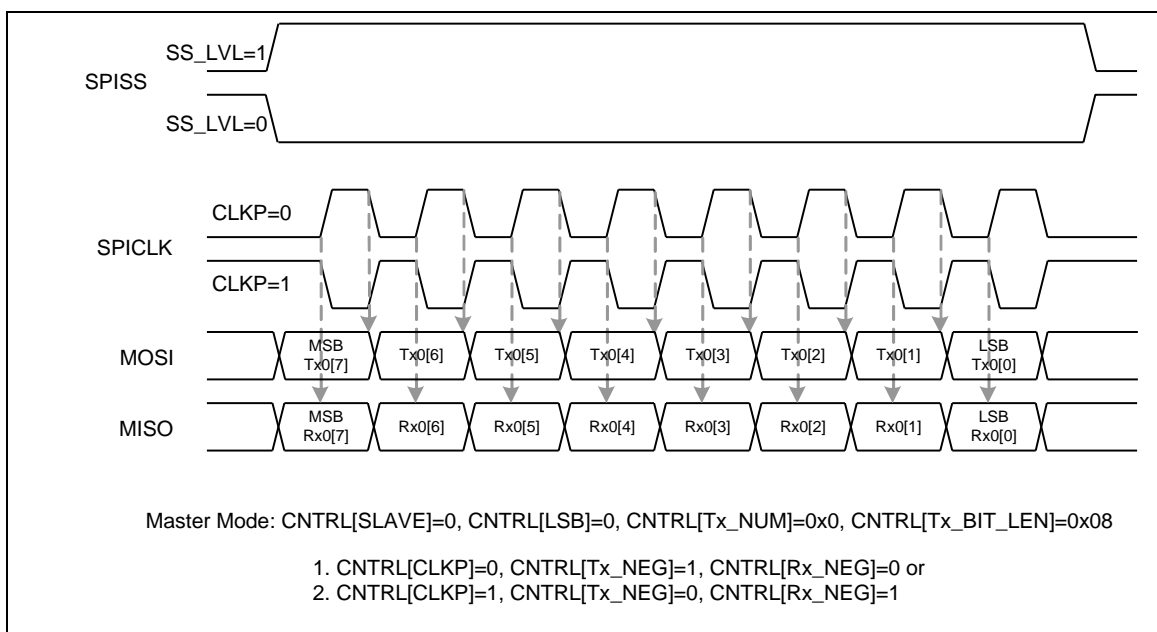 SS_LVL=1
SPISS
SS_LVL=0
CLKP=0
SPICLK
CLKP=1
MOSI
MSB
Tx0[7]
Tx0[6]
Tx0[5]
Tx0[4]
Tx0[3]
Tx0[2]
Tx0[1]
LSB
Tx0[0]
MISO
MSB
Rx0[7]
Rx0[6]
Rx0[5]
Rx0[4]
Rx0[3]
Rx0[2]
Rx0[1]
LSB
Rx0[0]
Master Mode: CNTRL[SLAVE]=0, CNTRL[LSB]=0, CNTRL[Tx_NUM]=0x0, CNTRL[Tx_BIT_LEN]=0x08
1. CNTRL[CLKP]=0, CNTRL[Tx_NEG]=1, CNTRL[Rx_NEG]=0 or
2. CNTRL[CLKP]=1, CNTRL[Tx_NEG]=0, CNTRL[Rx_NEG]=1